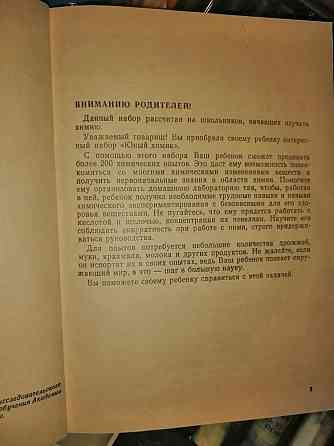 ВНИМАНИЮ РОДИТЕЛЕЙ!
Данный набор рассчитан на школьников, начавших изучать
химию.
Уважаемый товарищ! Вы приобрели своему ребенку интерес-
ный набор «Юный химик».
С помощью этого набора Ваш ребенок сможет проделать
более 200 химических опытов. Это даст ему возможность позна-
комиться со многими химическими изменениями веществ и
получить первоначальные знания в области химии. Помогите
ему организовать домашнюю лабораторию так, чтобы, работая
в ней, ребенок получил необходимые трудовые навыки и навыки
химического экспериментирования с безопасными для его здо-
ровья веществами. Не пугайтесь, что ему придется работать с
кислотой и щелочью, концентрация их понижена. Научите его
соблюдать аккуратность при работе с ними, строго придержи-
ваться руководства.
Для опытов потребуется небольшие количества дрожжей,
муки, крахмала, молока и других продуктов. Не жалейте, если
он испортит их в своих опытах, ведь Ваш ребенок познает окру-
жающий мир, а это — шаг в большую науку.
Вы поможете своему ребенку справиться с этой задачей.
3
исследовательское
обучения Академии